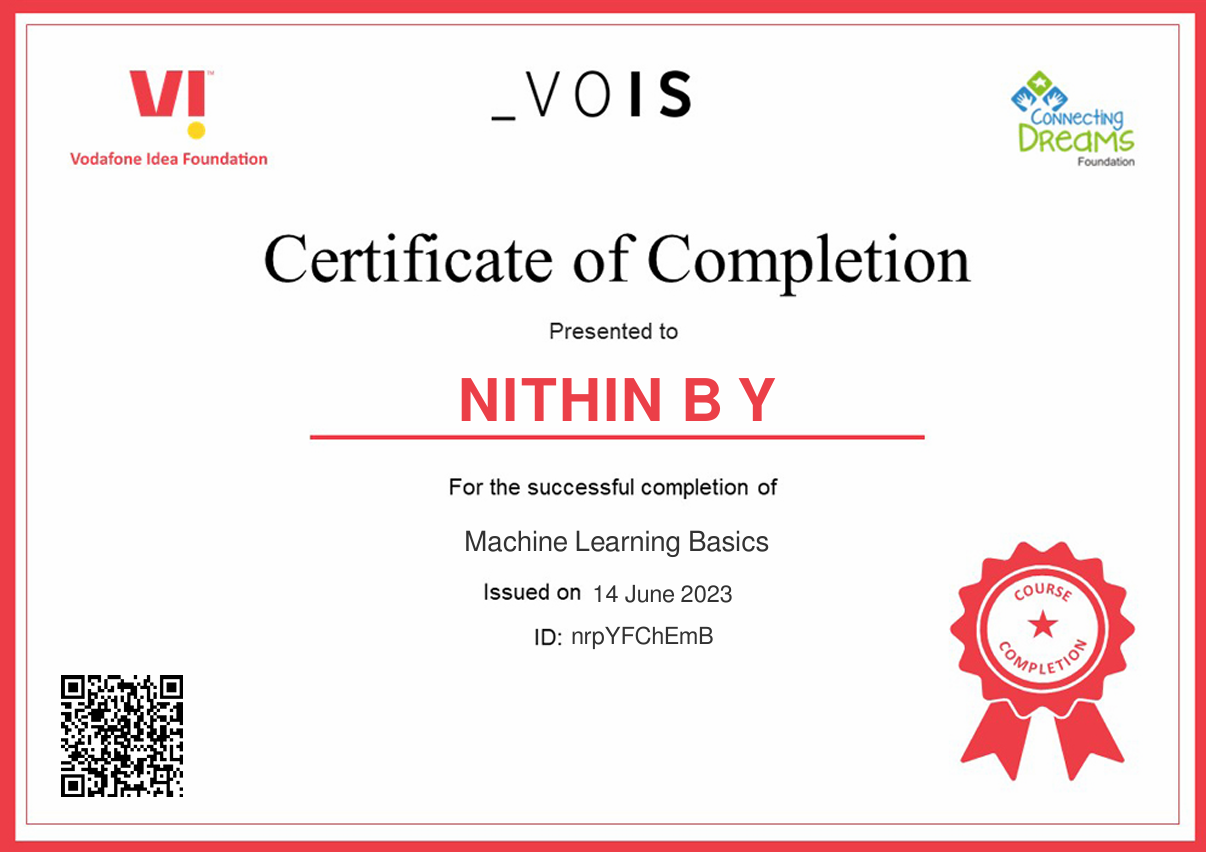 VI™
Vodafone Idea Foundation
_VOIS
Connecting
Dreams
Foundation
Certificate of Completion
Presented to
NITHIN B Y
For the successful completion of
Machine Learning Basics
Issued on 14 June 2023
ID: nrpYFChEmB
COURSE
COMPLETION